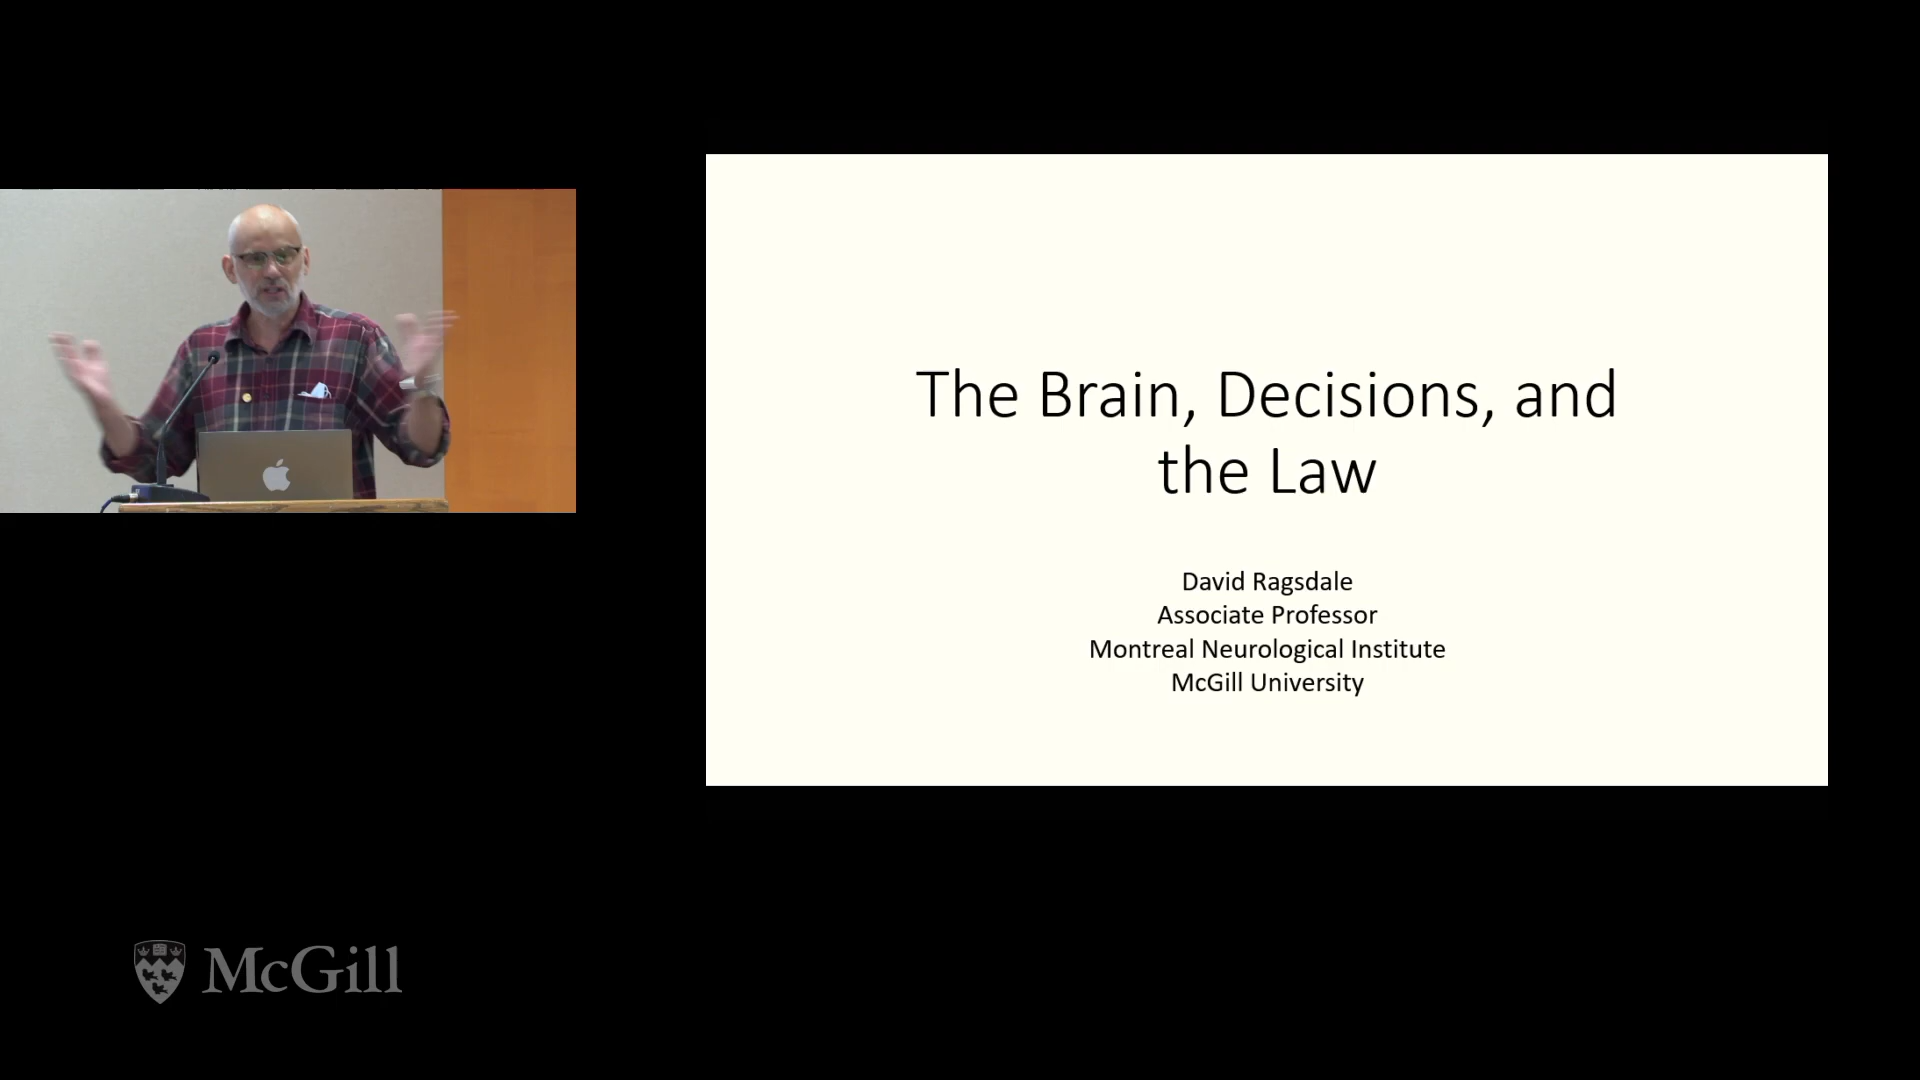 The Brain, Decisions, and
the Law
David Ragsdale
Associate Professor
Montreal Neurological Institute
McGill University
McGill